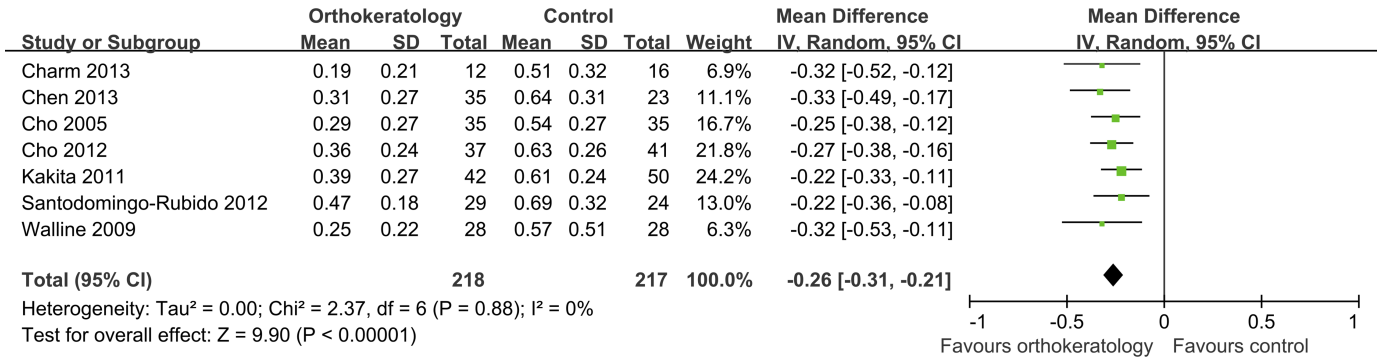 Orthokeratology Control Mean Difference Mean Difference
Study or Subgroup Mean SD Total Mean SD Total Weight IV, Random, 95% CI IV, Random, 95% CI
Charm 2013 0.19 0.21 12 0.51 0.32 16 6.9% -0.32 [-0.52, -0.12]
Chen 2013 0.31 0.27 35 0.64 0.31 23 11.1% -0.33 [-0.49, -0.17]
Cho 2005 0.29 0.27 35 0.54 0.27 35 16.7% -0.25 [-0.38, -0.12]
Cho 2012 0.36 0.24 37 0.63 0.26 41 21.8% -0.27 [-0.38, -0.16]
Kakita 2011 0.39 0.27 42 0.61 0.24 50 24.2% -0.22 [-0.33, -0.11]
Santodomingo-Rubido 2012 0.47 0.18 29 0.69 0.32 24 13.0% -0.22 [-0.36, -0.08]
Walline 2009 0.25 0.22 28 0.57 0.51 28 6.3% -0.32 [-0.53, -0.11]
Total (95% CI) 218 217 100.0% -0.26 [-0.31, -0.21]
Heterogeneity: Tau² = 0.00; Chi² = 2.37, df = 6 (P = 0.88); I² = 0%
Test for overall effect: Z = 9.90 (P < 0.00001)
-1 -0.5 0 0.5 1
Favours orthokeratology Favours control